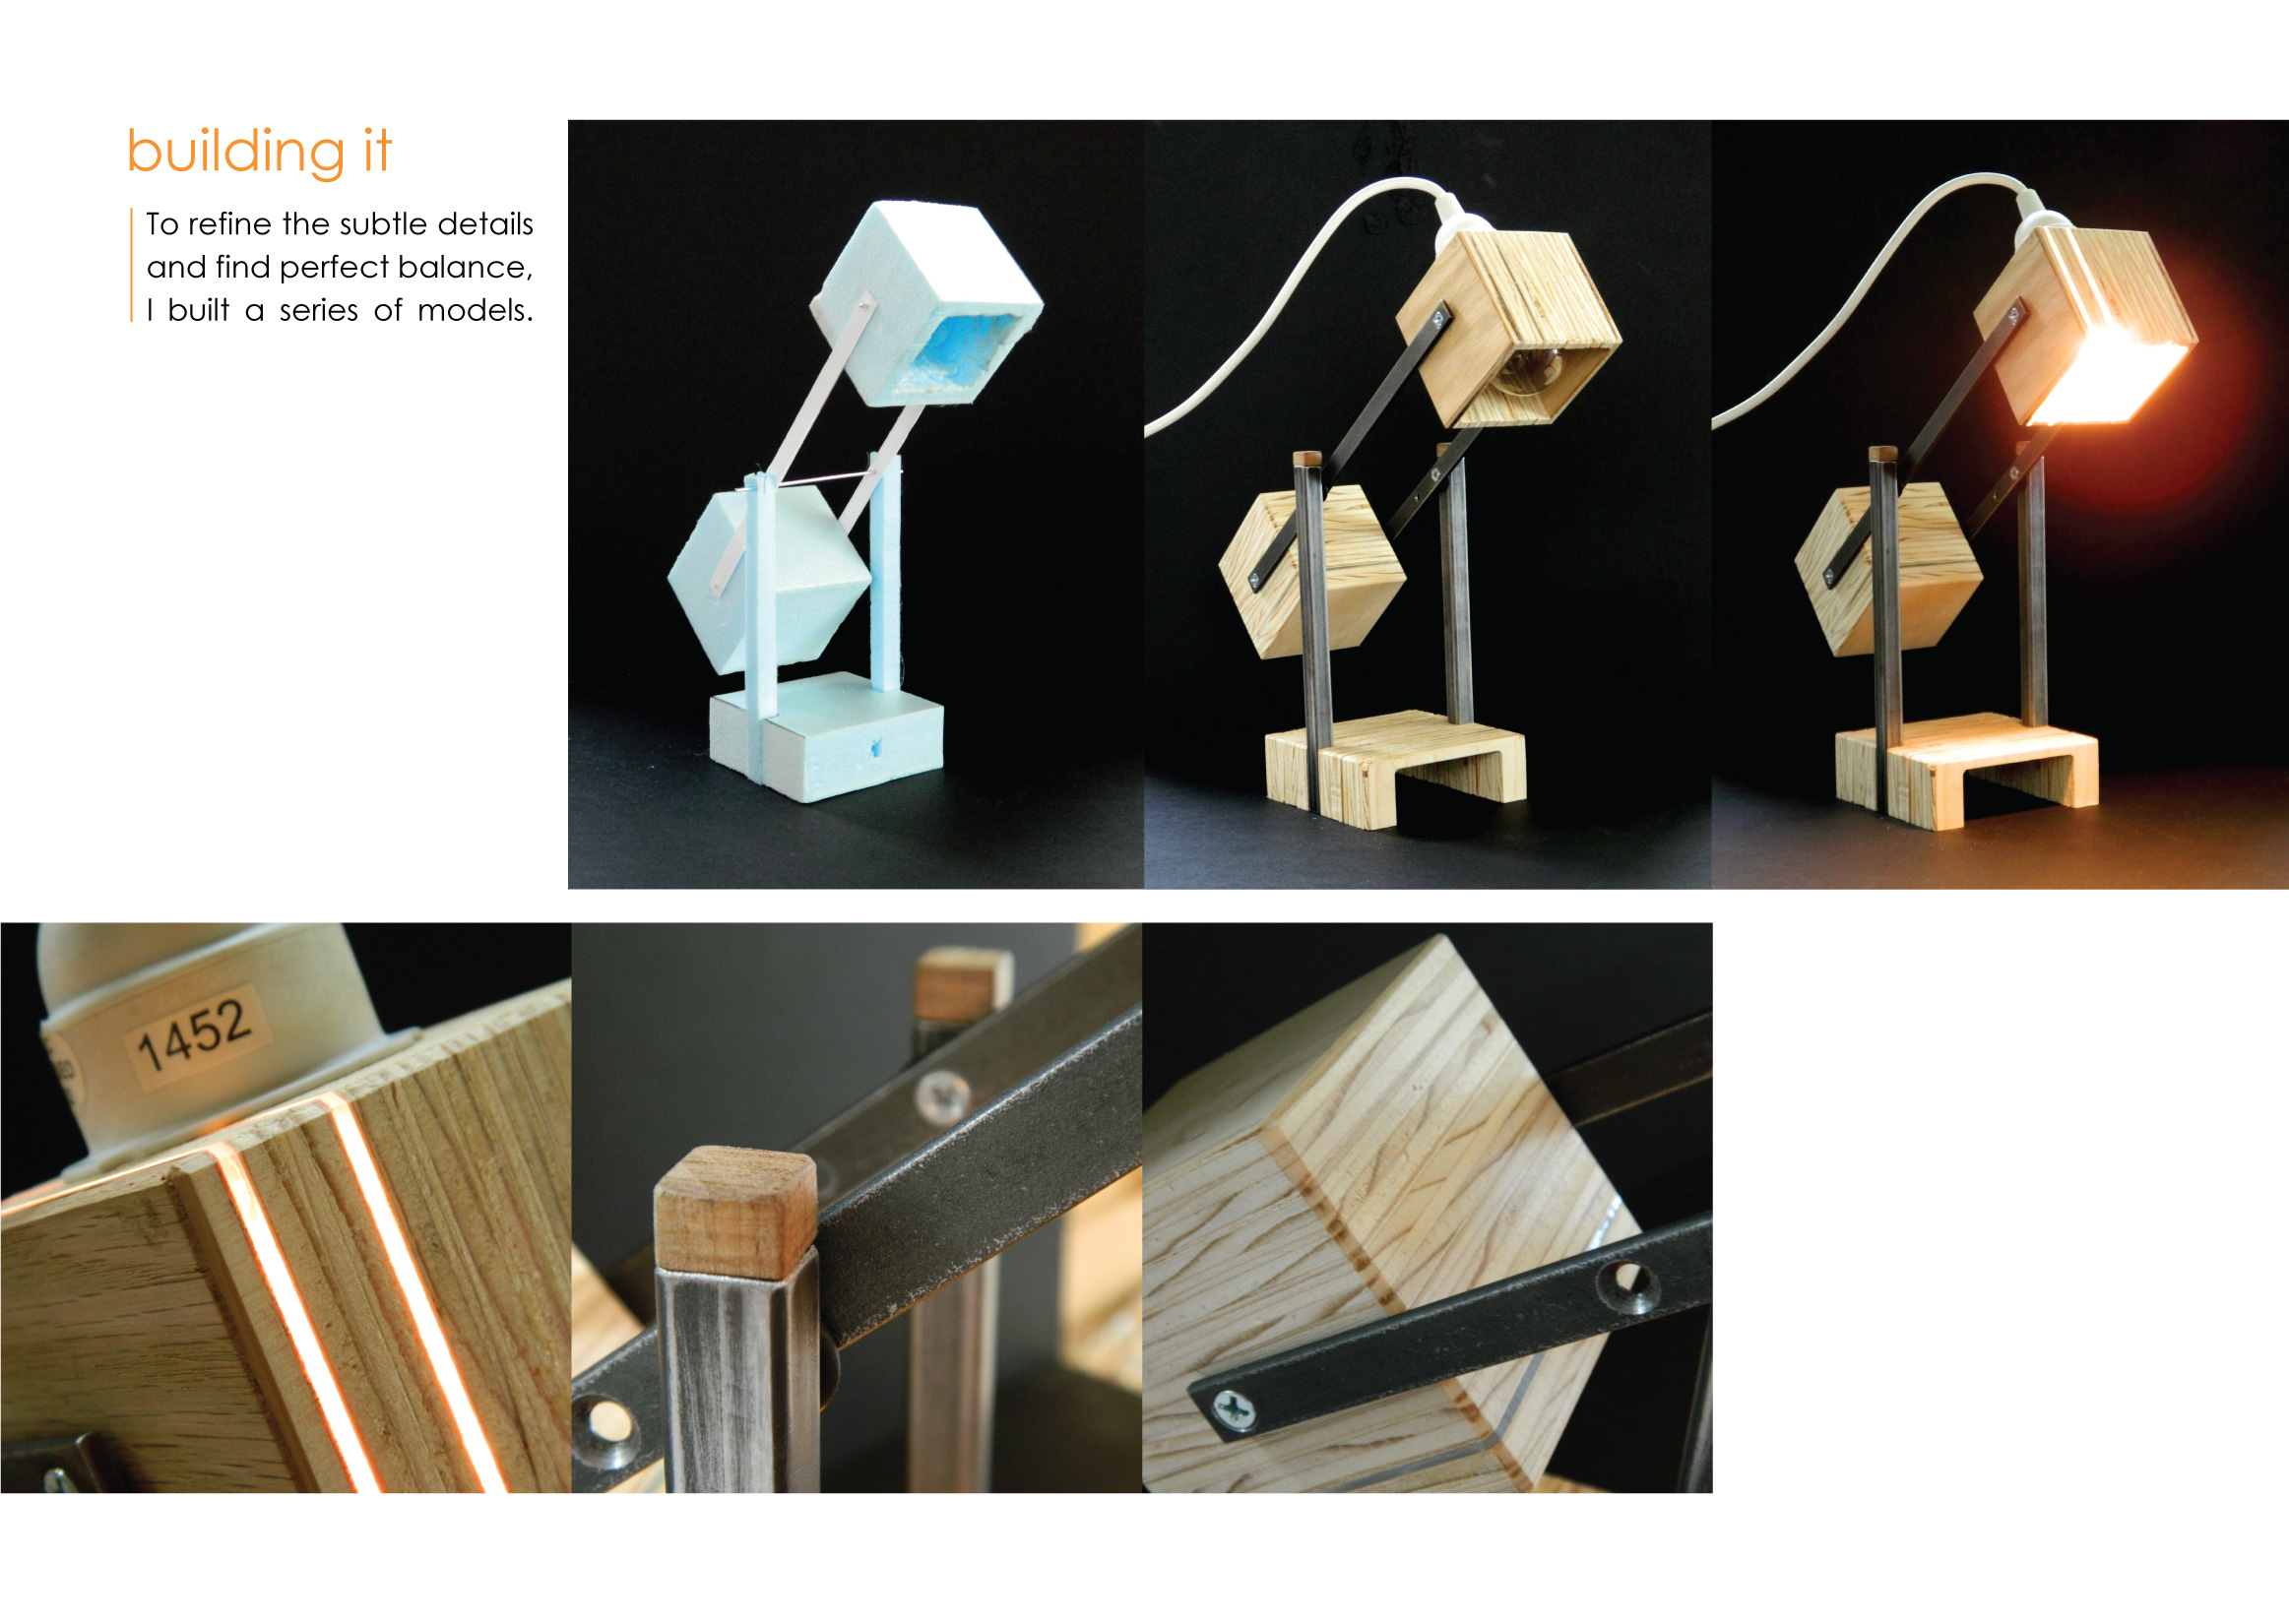 building it
To refine the subtle details
and find perfect balance,
I built a series of models.
1452